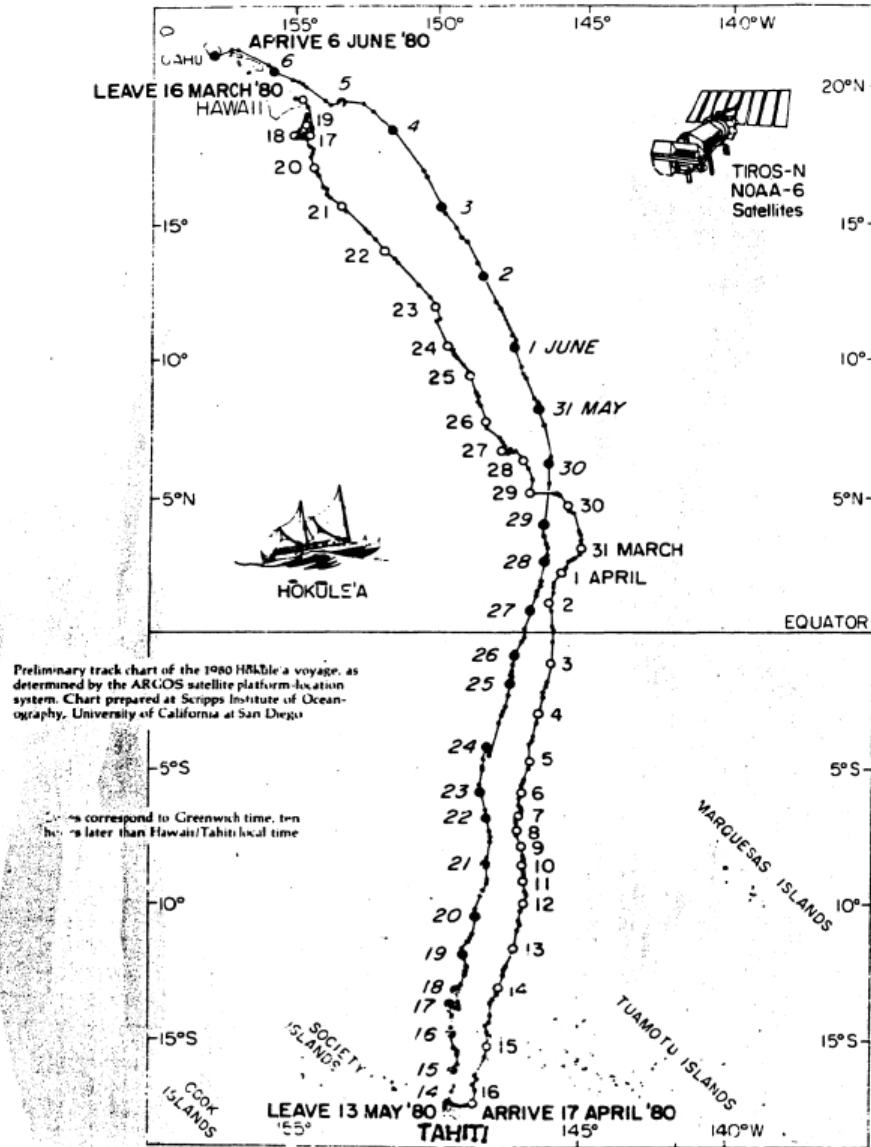 155° 150° 145° 140°W
OAHU
APRIVE 6 JUNE '80
6
5
LEAVE 16 MARCH '80
HAWAII
20°N
4
19
18 17
TIROS-N
NOAA-6
Satellites
20
21
3
15° 15°
22
2
23
24
1 JUNE
10° 10°
25
31 MAY
26
27
28
30
5°N 29 30 5°N
29
31 MARCH
28
1 APRIL
HŌKŪLE'A
27
2
EQUATOR
26
3
Preliminary track chart of the 1980 Hōkūle'a voyage, as
determined by the ARGOS satellite platform-location
system. Chart prepared at Scripps Institute of Ocean-
ography, University of California at San Diego
25
4
24
5
5°S 5°S
23
6
22
7
correspond to Greenwich time, ten
later than Hawaii/Tahiti local time
8
9
MARQUESAS ISLANDS
21
10
11
10° 20 12 10°
19 13
18 14
17
TUAMOTU ISLANDS
16
15°S SOCIETY
ISLANDS 15 15°S
15
COOK
ISLANDS
14 16
LEAVE 13 MAY '80 ARRIVE 17 APRIL '80
155° TAHITI 145° 140°W